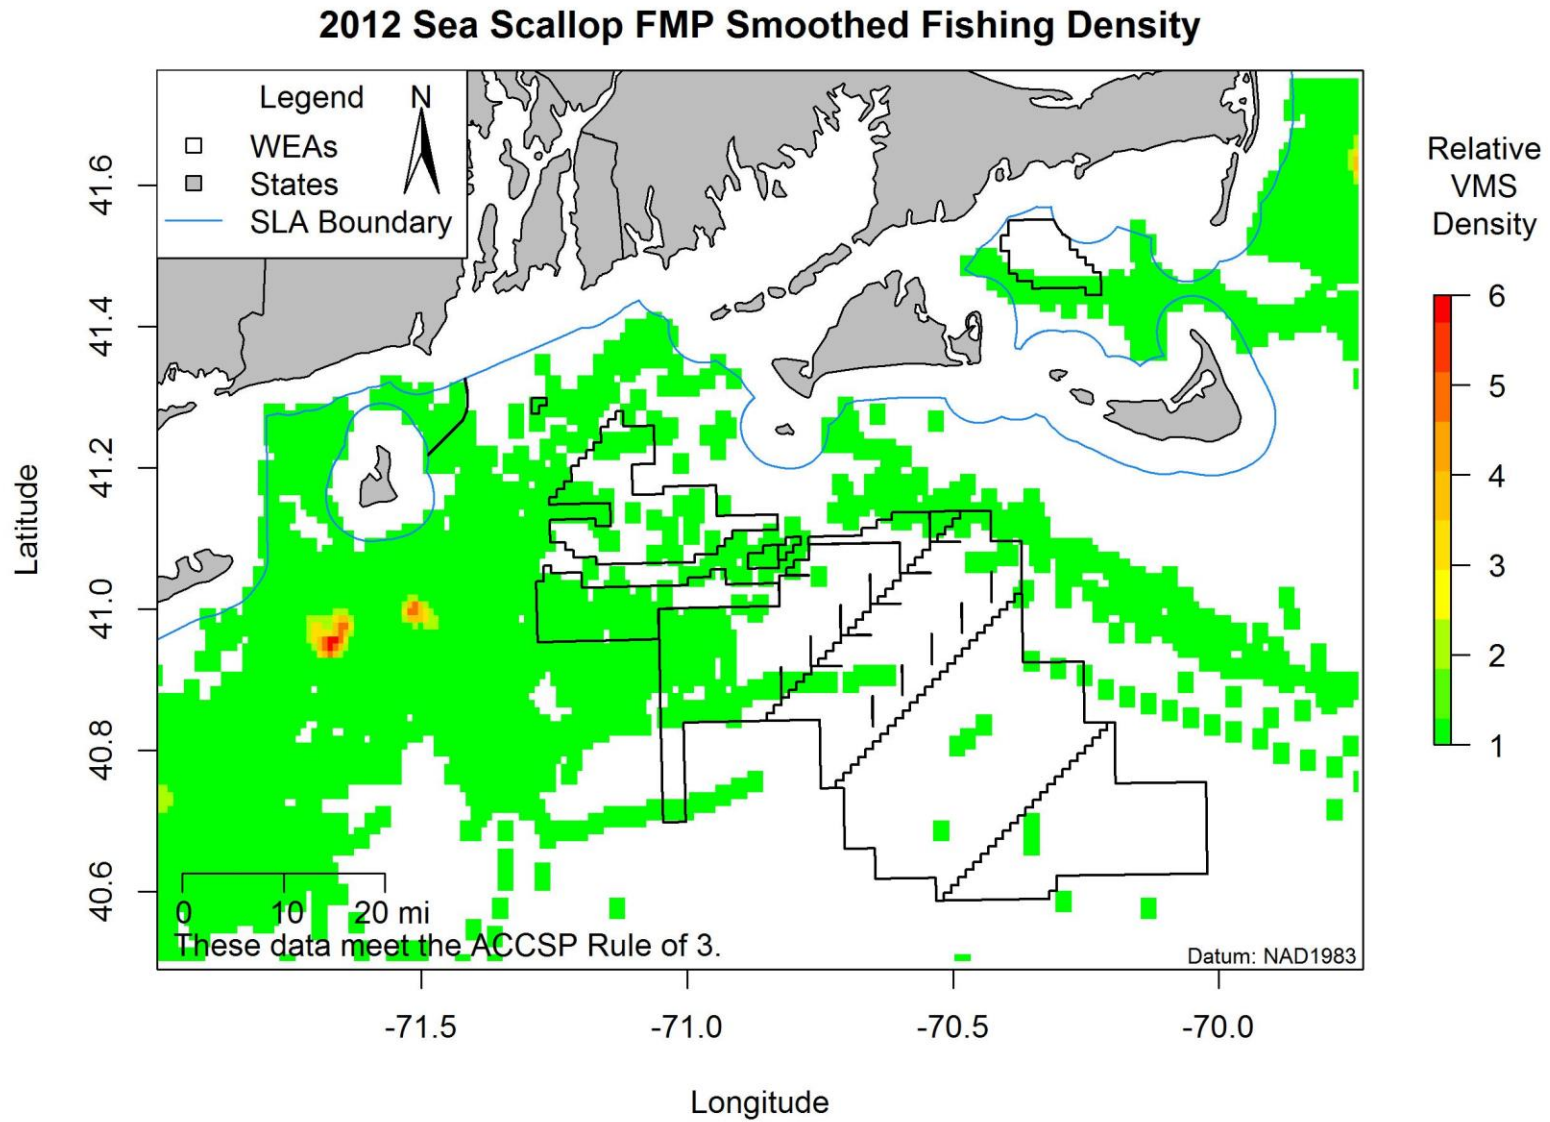 2012 Sea Scallop FMP Smoothed Fishing Density
Legend
N
WEAs
States
SLA Boundary
Relative
VMS
Density
6
5
4
3
2
1
Latitude
41.6
41.4
41.2
41.0
40.8
40.6
0 10 20 mi
These data meet the ACCSP Rule of 3.
Datum: NAD1983
-71.5 -71.0 -70.5 -70.0
Longitude